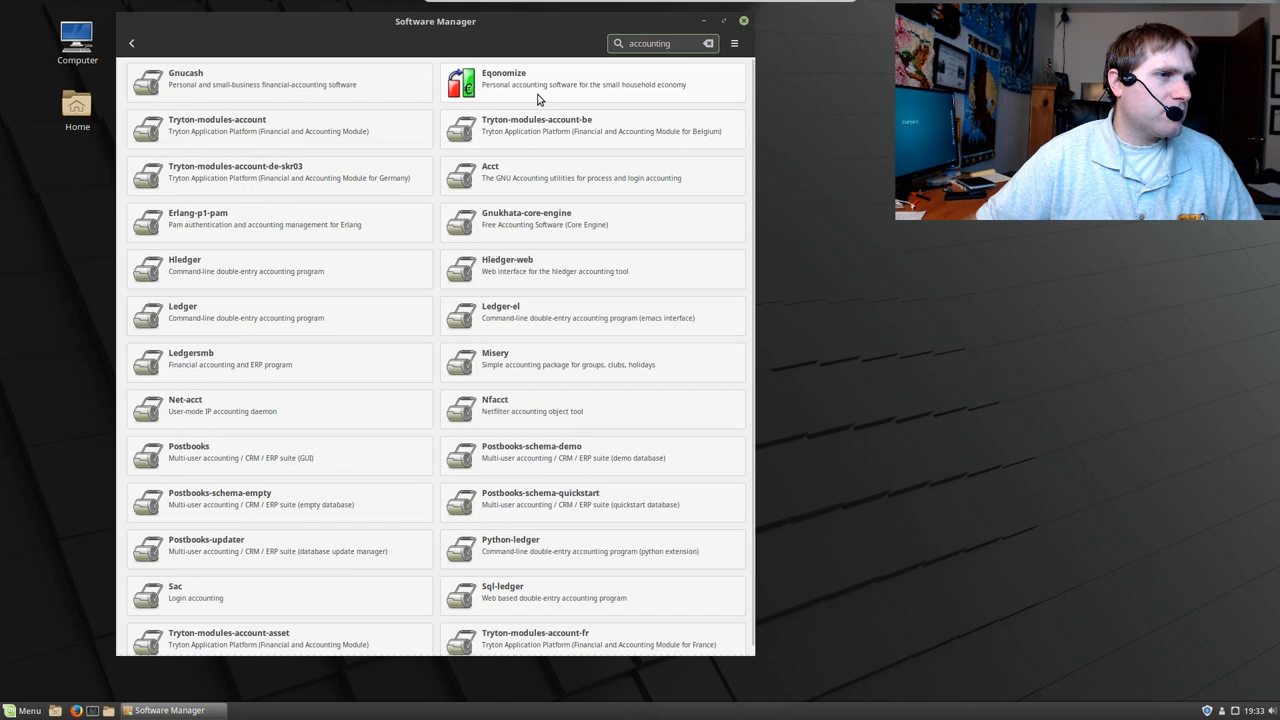 Software Manager
Computer
Home
accounting
Gnucash
Personal and small-business financial-accounting software
Eqonomize
Personal accounting software for the small household economy
Tryton-modules-account
Tryton Application Platform (Financial and Accounting Module)
Tryton-modules-account-be
Tryton Application Platform (Financial and Accounting Module for Belgium)
Tryton-modules-account-de-skr03
Tryton Application Platform (Financial and Accounting Module for Germany)
Acct
The GNU Accounting utilities for process and login accounting
Erlang-p1-pam
Pam authentication and accounting management for Erlang
Gnukhata-core-engine
Free Accounting Software (Core Engine)
Hledger
Command-line double-entry accounting program
Hledger-web
Web interface for the hledger accounting tool
Ledger
Command-line double-entry accounting program
Ledger-el
Command-line double-entry accounting program (emacs interface)
Ledgersmb
Financial accounting and ERP program
Misery
Simple accounting package for groups, clubs, holidays
Net-acct
User-mode IP accounting daemon
Nfacct
Netfilter accounting object tool
Postbooks
Multi-user accounting / CRM / ERP suite (GUI)
Postbooks-schema-demo
Multi-user accounting / CRM / ERP suite (demo database)
Postbooks-schema-empty
Multi-user accounting / CRM / ERP suite (empty database)
Postbooks-schema-quickstart
Multi-user accounting / CRM / ERP suite (quickstart database)
Postbooks-updater
Multi-user accounting / CRM / ERP suite (database update manager)
Python-ledger
Command-line double-entry accounting program (python extension)
Sac
Login accounting
Sql-ledger
Web based double-entry accounting program
Tryton-modules-account-asset
Tryton Application Platform (Financial and Accounting Module)
Tryton-modules-account-fr
Tryton Application Platform (Financial and Accounting Module for France)
Menu
Software Manager
19:33